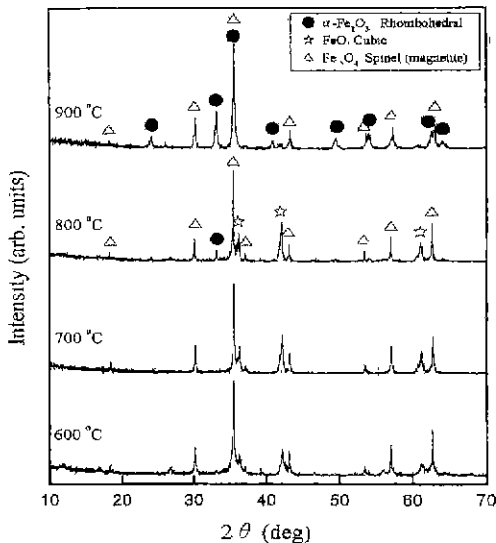 α-Fe₂O₃ Rhombohedral
FeO, Cubic
Fe₃O₄ Spinel (magnetite)
900 °C
800 °C
700 °C
600 °C
Intensity (arb. units)
10 20 30 40 50 60 70
2 θ (deg)